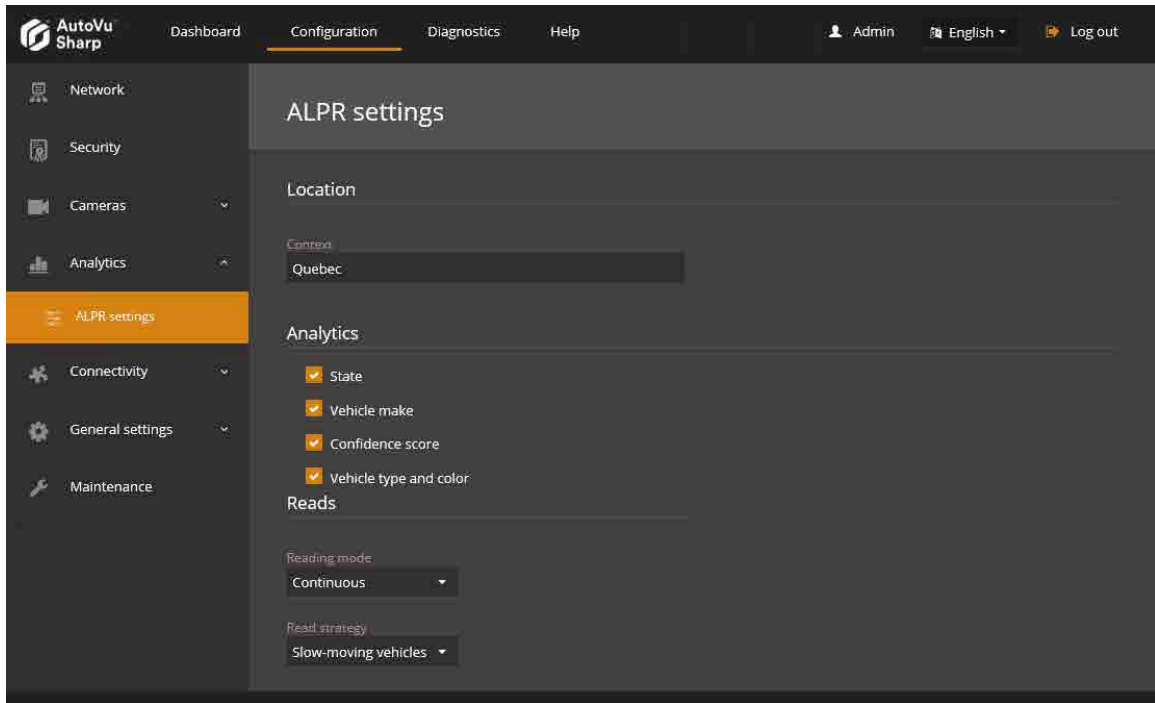 AutoVu
Sharp
Dashboard
Configuration
Diagnostics
Help
Admin
English
Log out
Network
Security
Cameras
Analytics
ALPR settings
Connectivity
General settings
Maintenance
ALPR settings
Location
Context
Quebec
Analytics
State
Vehicle make
Confidence score
Vehicle type and color
Reads
Reading mode
Continuous
Read strategy
Slow-moving vehicles